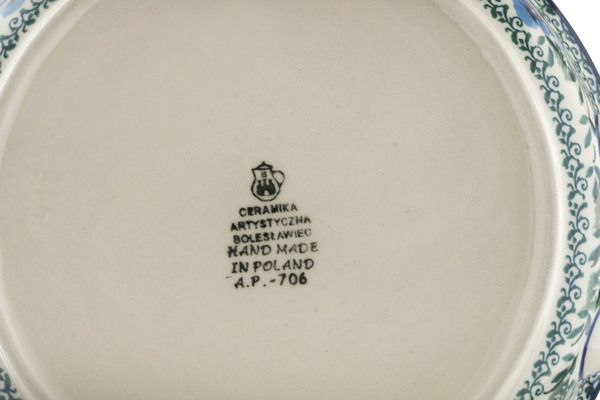 CERAMIKA
ARTYSTYCZNA
BOLESŁAWIEC
HAND MADE
IN POLAND
A.P.-706